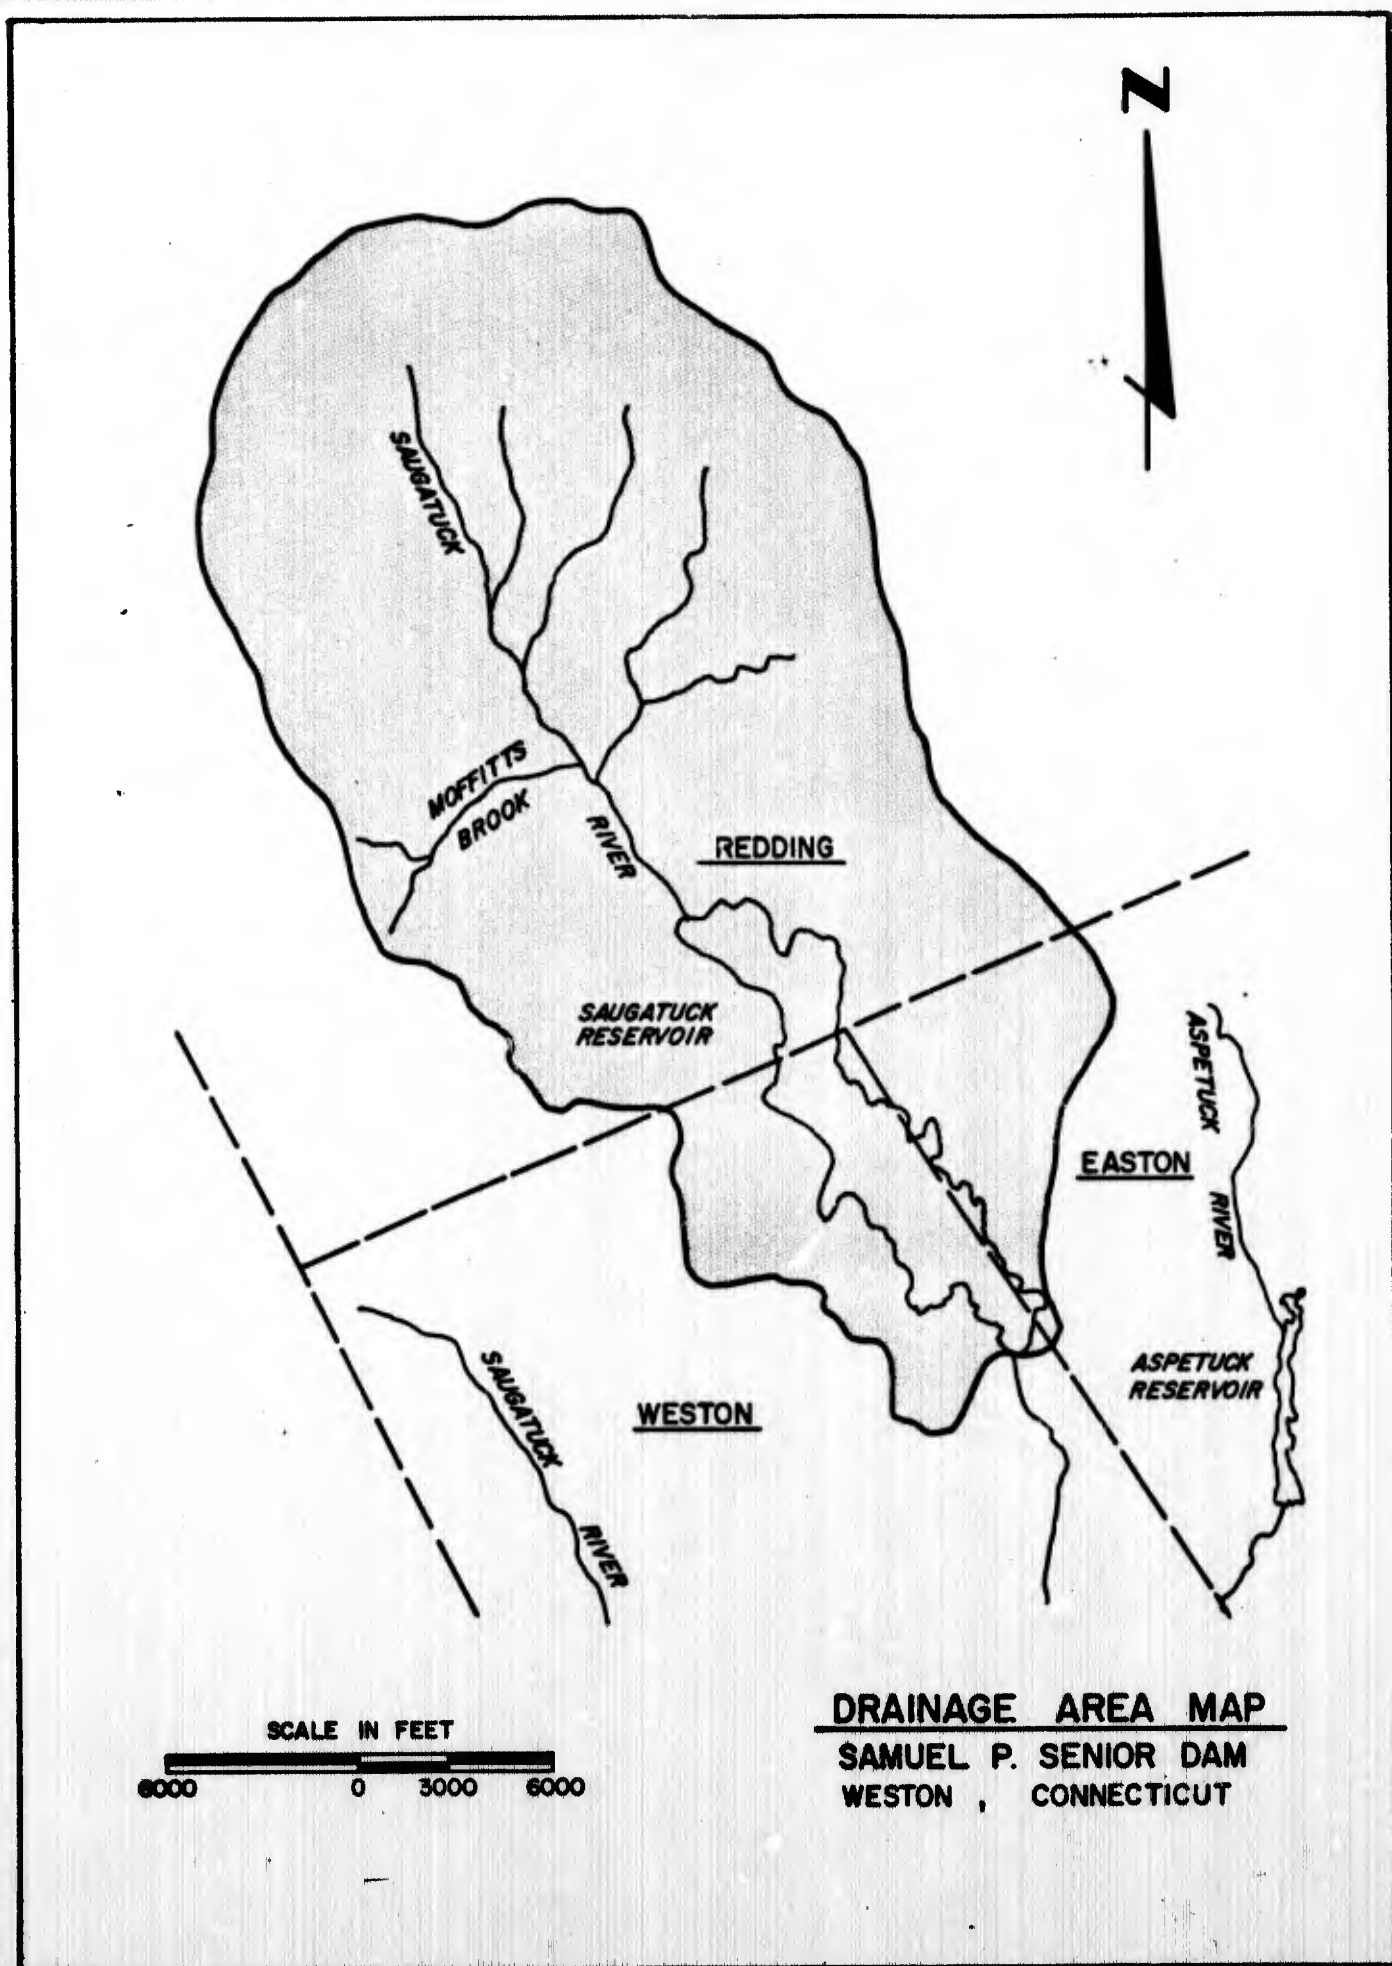 N
SAUGATUCK
MOFFITTS
BROOK
RIVER
REDDING
SAUGATUCK
RESERVOIR
ASPETUCK
RIVER
EASTON
ASPETUCK
RESERVOIR
SAUGATUCK
RIVER
WESTON
DRAINAGE AREA MAP
SAMUEL P. SENIOR DAM
WESTON , CONNECTICUT
SCALE IN FEET
6000 0 3000 6000